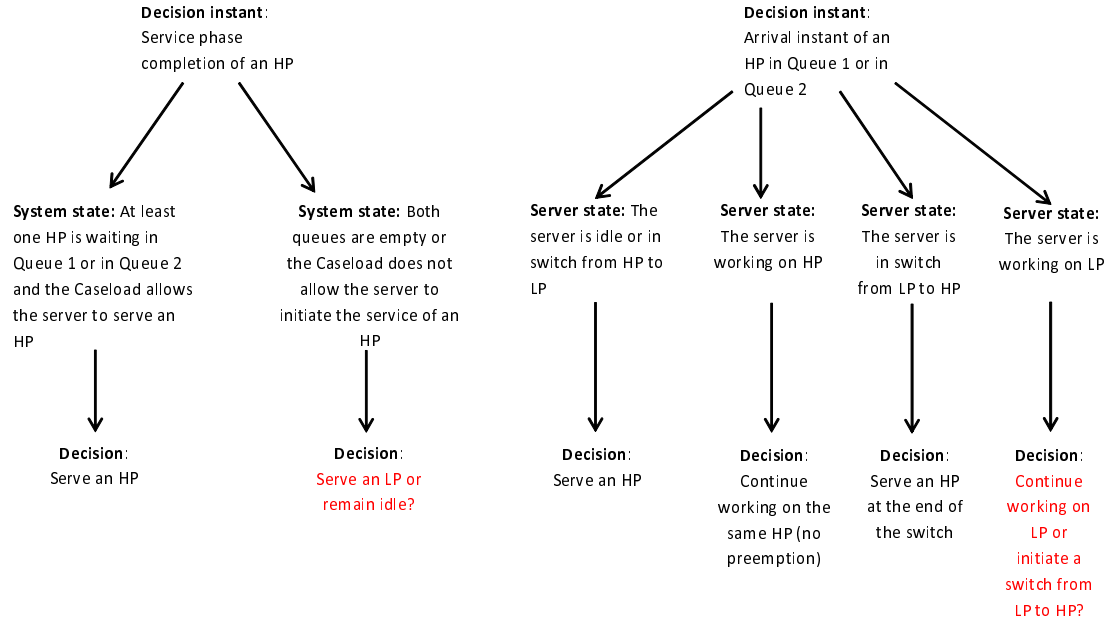 Decision instant:
Service phase
completion of an HP
Decision instant:
Arrival instant of an
HP in Queue 1 or in
Queue 2
System state: At least
one HP is waiting in
Queue 1 or in Queue 2
and the Caseload allows
the server to serve an
HP
System state: Both
queues are empty or
the Caseload does not
allow the server to
initiate the service of an
HP
Server state: The
server is idle or in
switch from HP to
LP
Server state:
The server is
working on HP
Server state:
The server is
in switch
from LP to HP
Server state:
The server is
working on LP
Decision:
Serve an HP
Decision:
Serve an LP or
remain idle?
Decision:
Serve an HP
Decision:
Continue
working on the
same HP (no
preemption)
Decision:
Serve an HP
at the end of
the switch
Decision:
Continue
working on
LP or
initiate a
switch from
LP to HP?